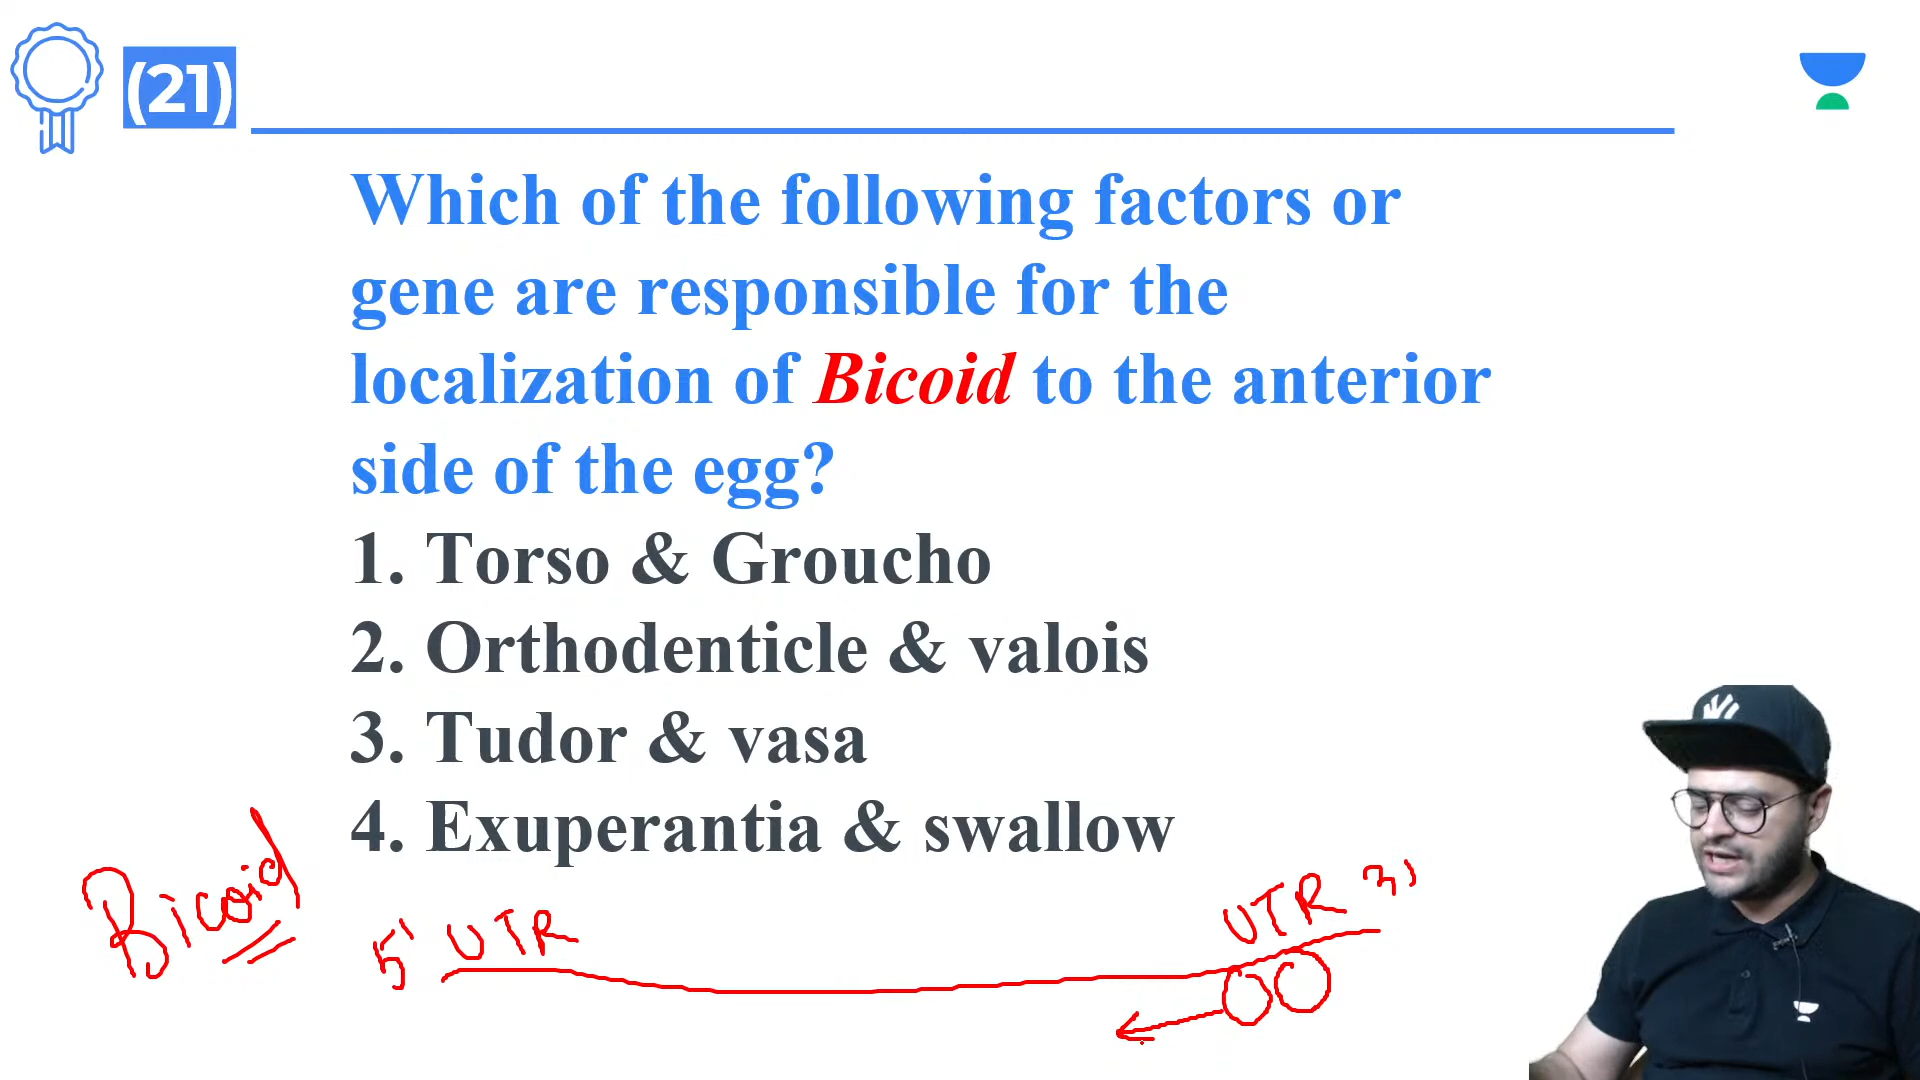 (21)
Which of the following factors or
gene are responsible for the
localization of Bicoid to the anterior
side of the egg?
1. Torso & Groucho
2. Orthodenticle & valois
3. Tudor & vasa
4. Exuperantia & swallow
Bicoid
5' UTR
UTR 3'